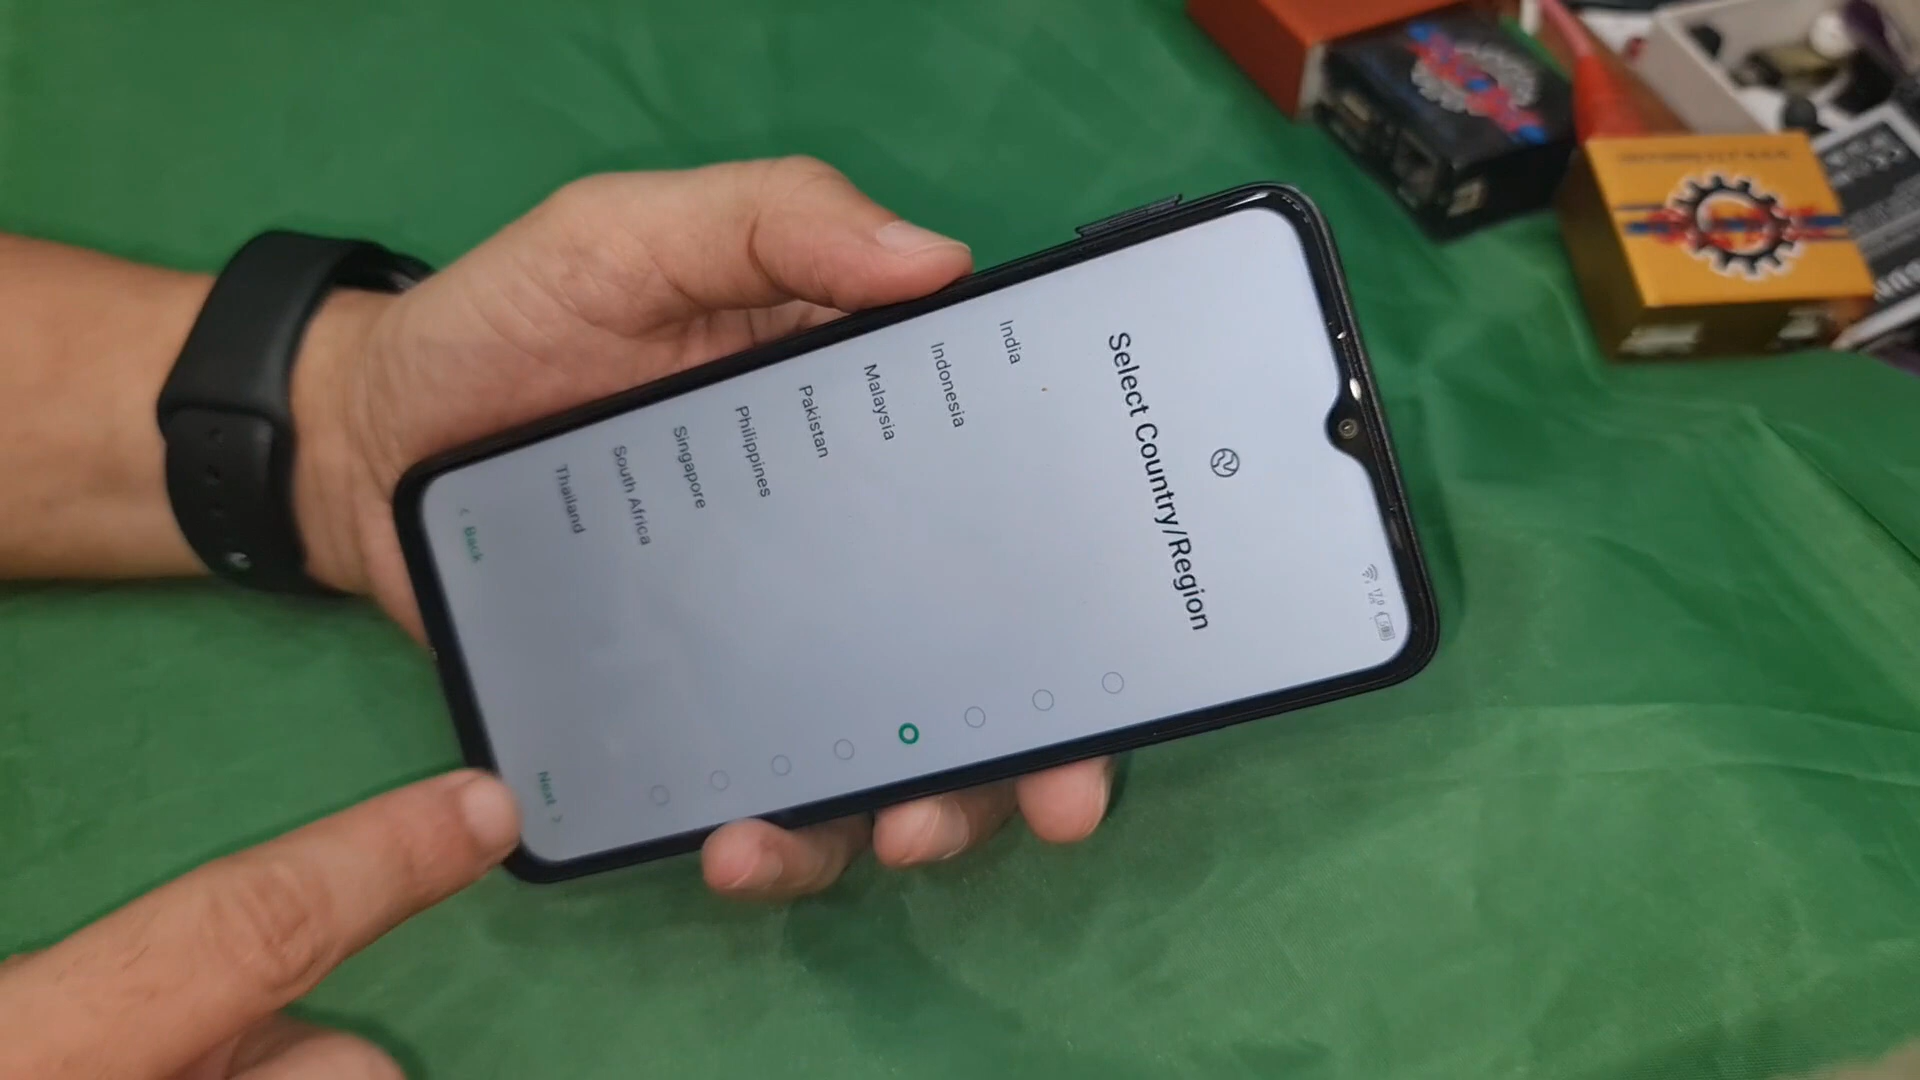 Select Country/Region
India
Indonesia
Malaysia
Pakistan
Philippines
Singapore
South Africa
Thailand
< Back
Next >